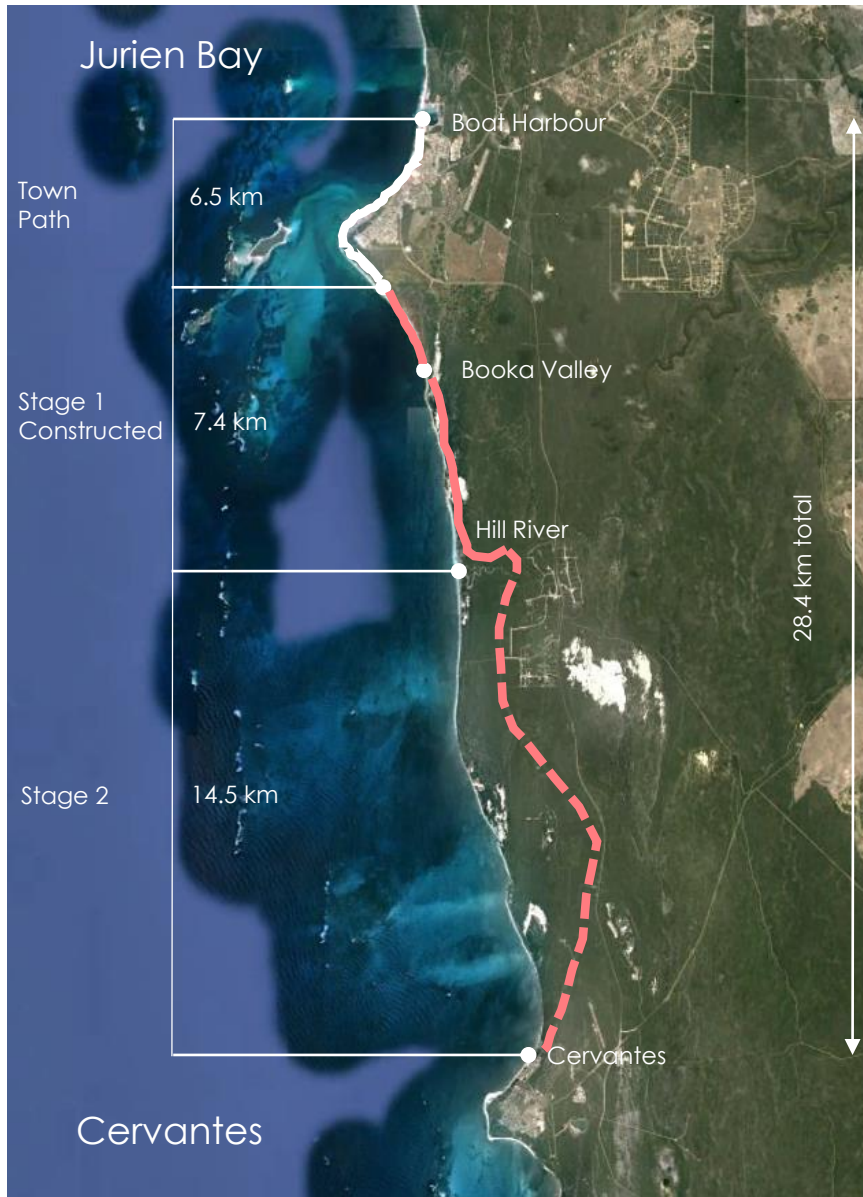 Jurien Bay
Boat Harbour
Town
Path
6.5 km
Booka Valley
Stage 1
Constructed
7.4 km
Hill River
28.4 km total
Stage 2
14.5 km
Cervantes
Cervantes